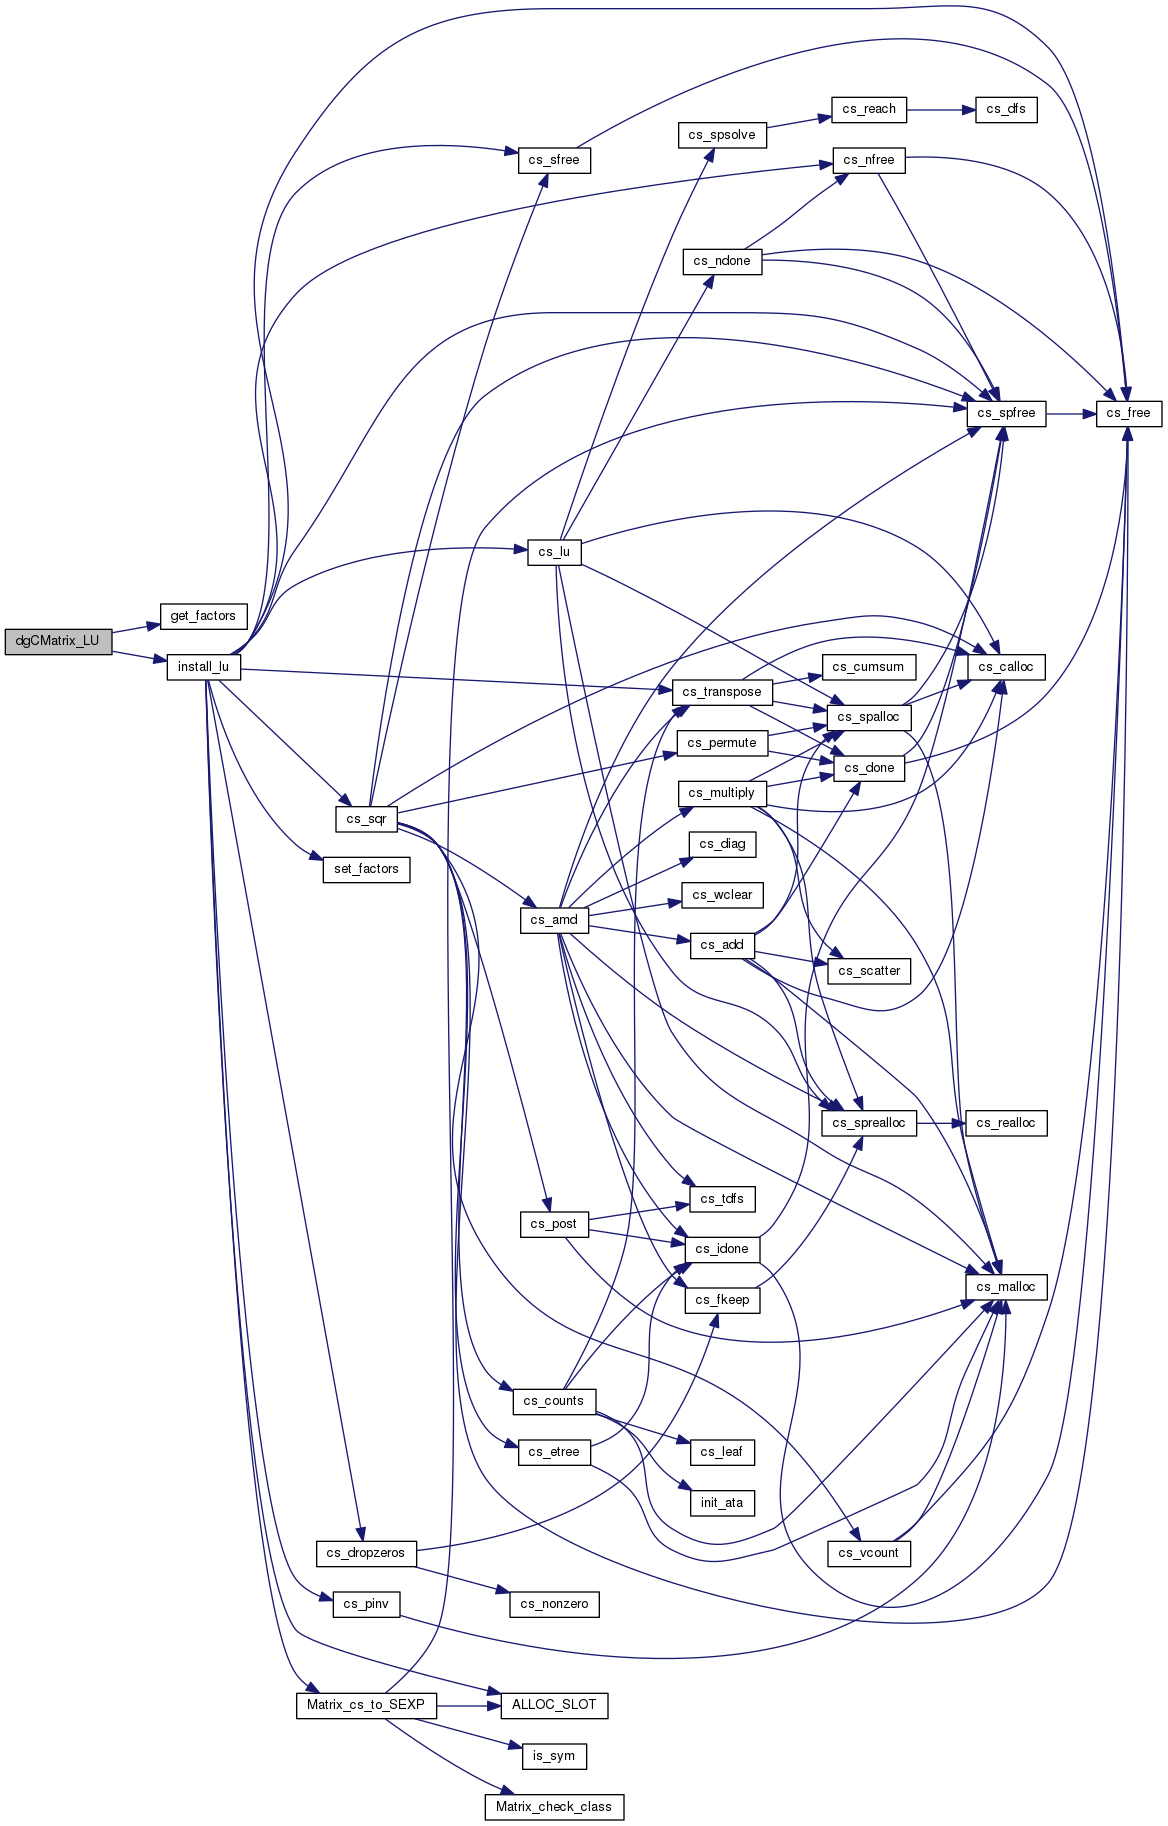 cs_reach
cs_dfs
cs_spsolve
cs_sfree
cs_nfree
cs_ndone
cs_spfree
cs_free
cs_lu
get_factors
dgCMatrix_LU
install_lu
cs_cumsum
cs_calloc
cs_transpose
cs_spalloc
cs_permute
cs_done
cs_multiply
cs_sqr
cs_diag
set_factors
cs_wclear
cs_amd
cs_add
cs_scatter
cs_sprealloc
cs_realloc
cs_tdfs
cs_post
cs_idone
cs_malloc
cs_fkeep
cs_counts
cs_etree
cs_leaf
init_ata
cs_dropzeros
cs_vcount
cs_pinv
cs_nonzero
Matrix_cs_to_SEXP
ALLOC_SLOT
is_sym
Matrix_check_class